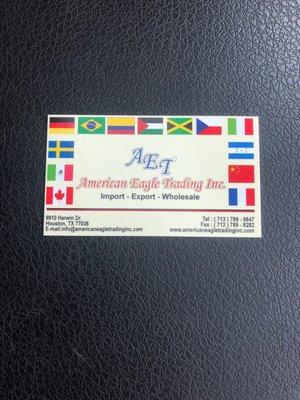 AET
American Eagle Trading Inc.
Import - Export - Wholesale
9910 Harwin Dr. Tel : ( 713 ) 789 - 9847
Houston, TX 77036 Fax : ( 713 ) 789 - 8282
E-mail:info@americaneagletradinginc.com www.americaneagletradinginc.com